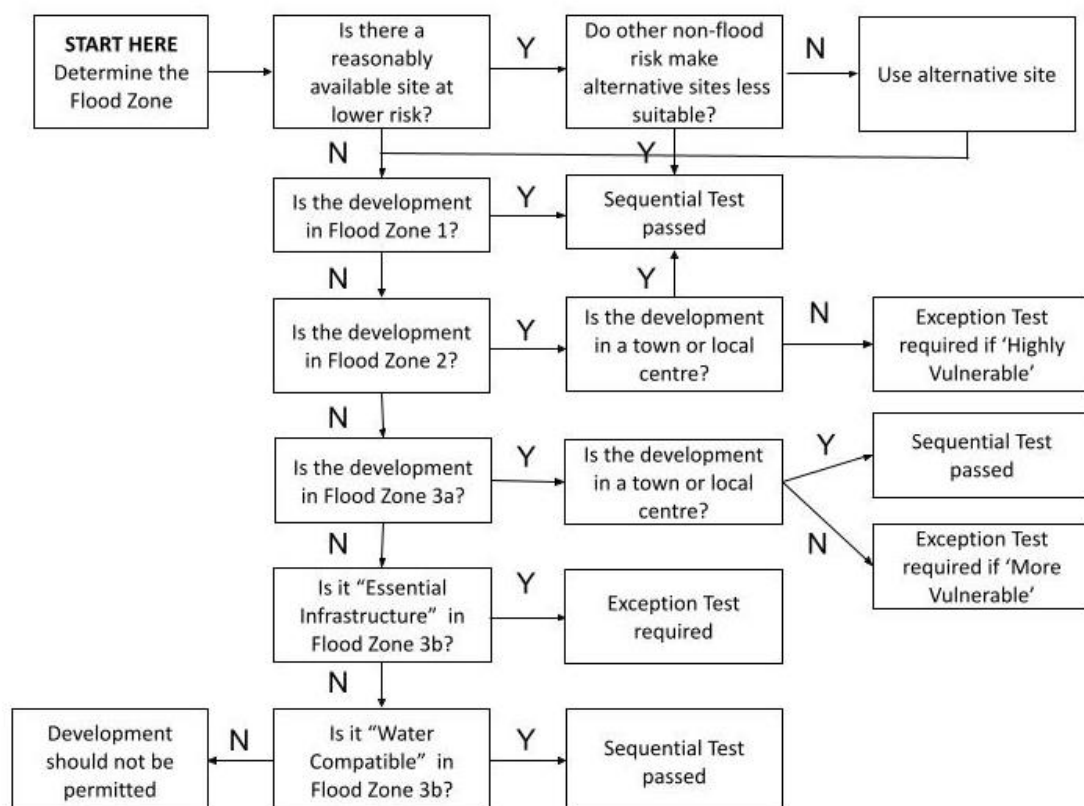 START HERE
Determine the
Flood Zone
Is there a
reasonably
available site at
lower risk?
Y
Do other non-flood
risk make
alternative sites less
suitable?
N
Use alternative site
N
Y
Is the development
in Flood Zone 1?
Y
Sequential Test
passed
N
Y
Is the development
in Flood Zone 2?
Y
Is the development
in a town or local
centre?
N
Exception Test
required if ‘Highly
Vulnerable’
N
Is the development
in Flood Zone 3a?
Y
Is the development
in a town or local
centre?
Y
Sequential Test
passed
N
Exception Test
required if ‘More
Vulnerable’
N
Is it “Essential
Infrastructure” in
Flood Zone 3b?
Y
Exception Test
required
N
Development
should not be
permitted
N
Is it “Water
Compatible” in
Flood Zone 3b?
Y
Sequential Test
passed